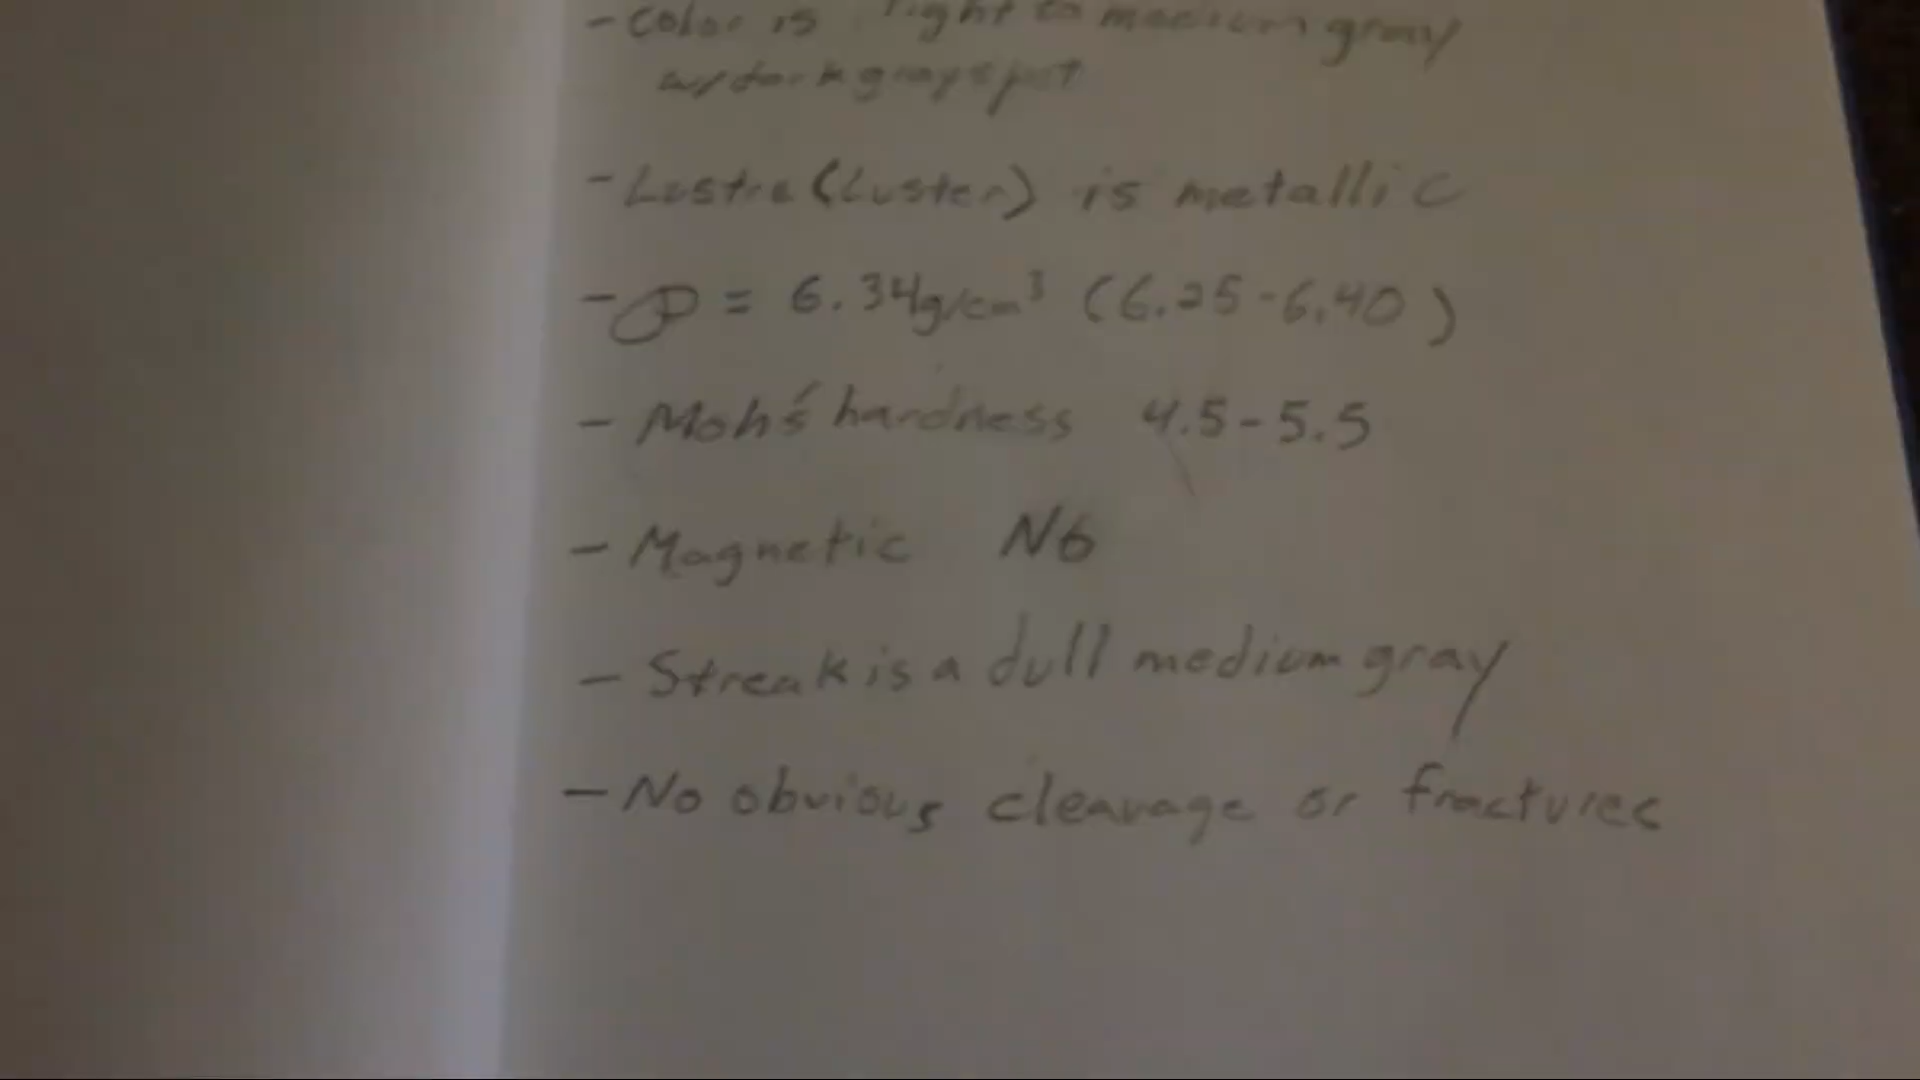 - Color is light to medium gray
w/dark gray spot
- Lustre (Luster) is metallic
- ρ = 6.34g/cm³ (6.25-6.40)
- Moh's hardness 4.5-5.5
- Magnetic No
- Streak is a dull medium gray
- No obvious cleavage or fractures